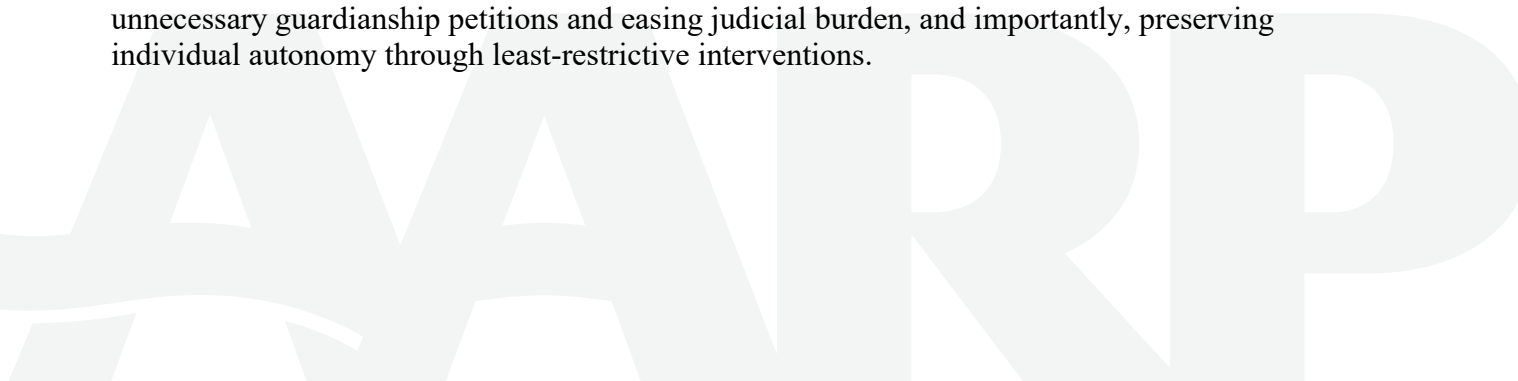 unnecessary guardianship petitions and easing judicial burden, and importantly, preserving
individual autonomy through least-restrictive interventions.
AARP